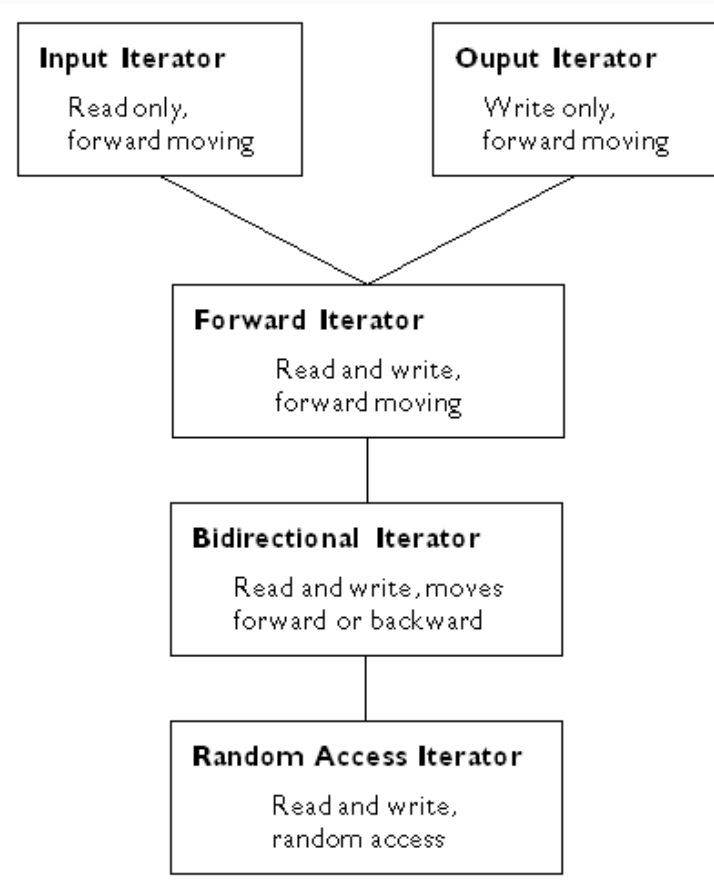 Input Iterator
Read only,
forward moving
Ouput Iterator
Write only,
forward moving
Forward Iterator
Read and write,
forward moving
Bidirectional Iterator
Read and write, moves
forward or backward
Random Access Iterator
Read and write,
random access